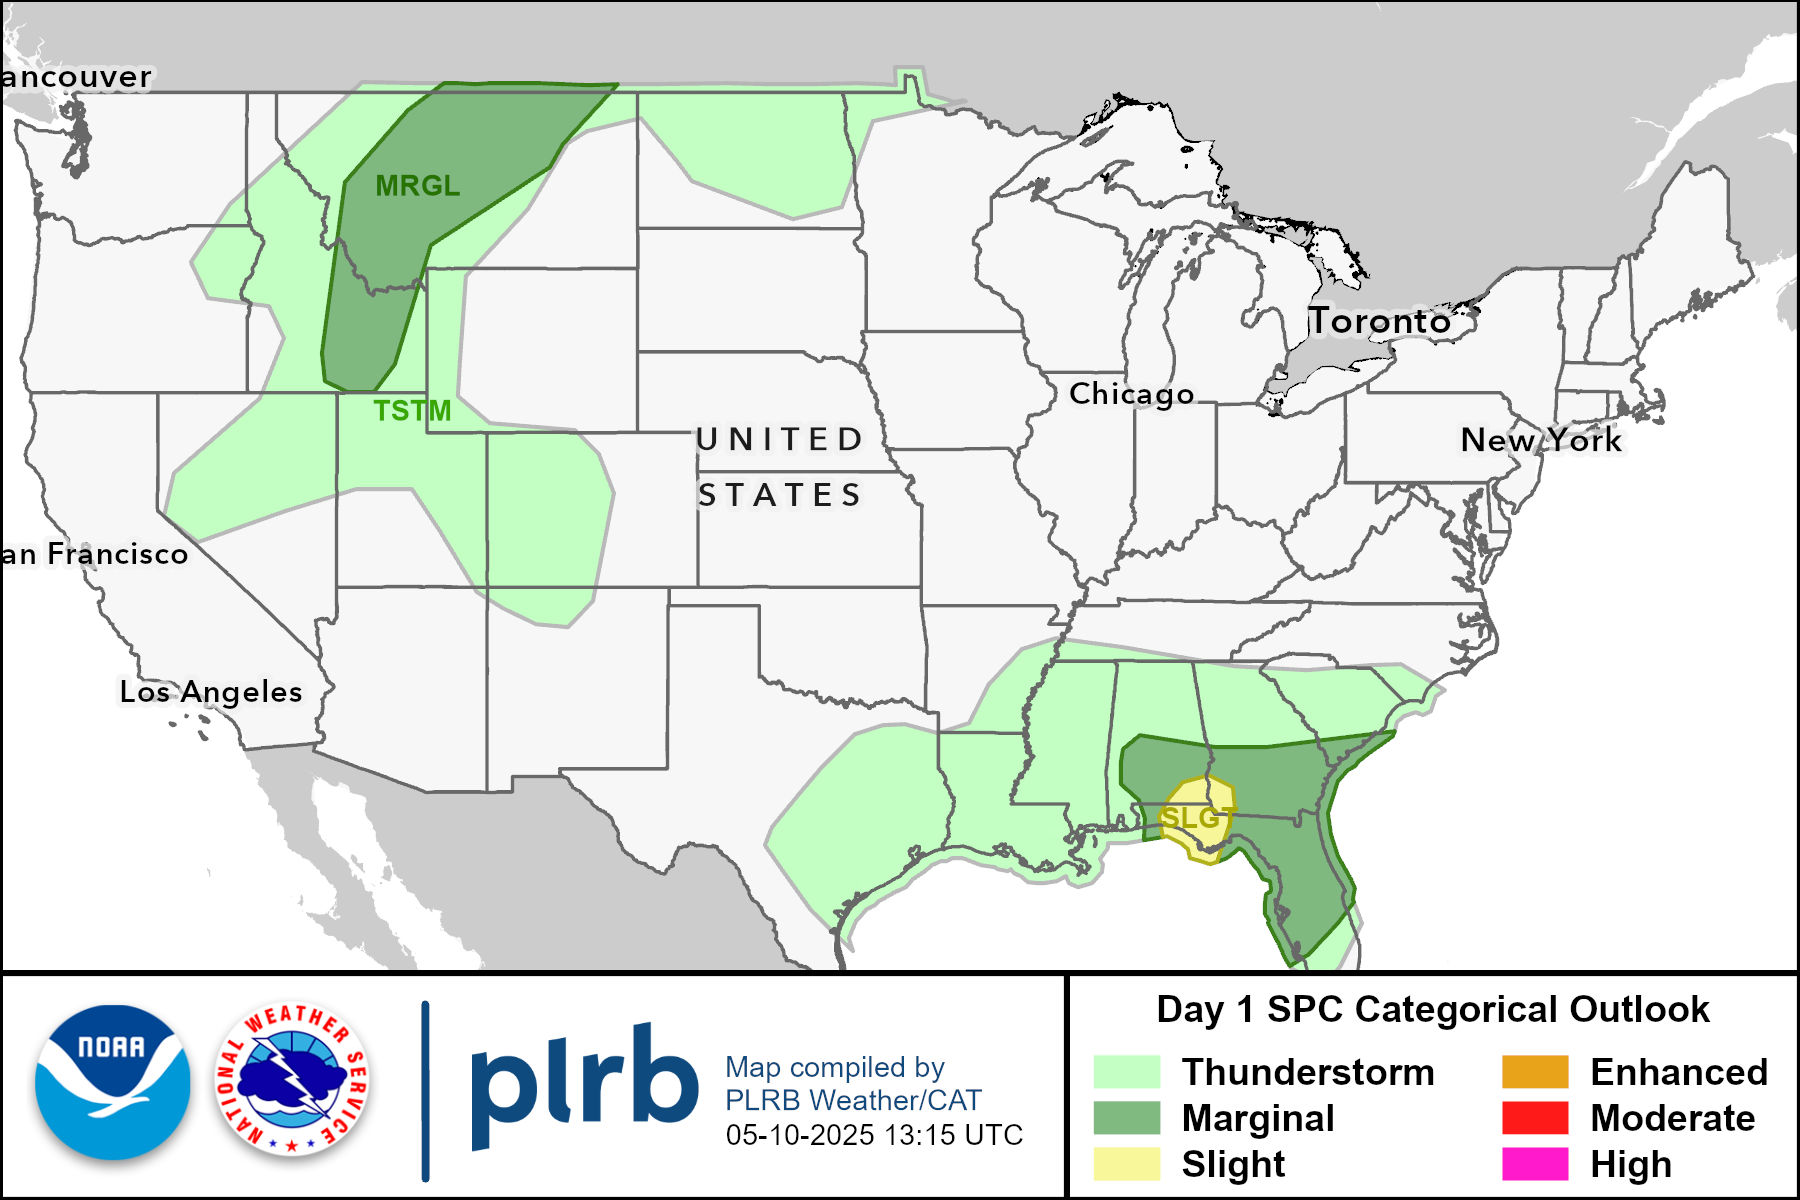 ancouver
MRGL
Toronto
Chicago
TSTM
UNITED
New York
STATES
an Francisco
Los Angeles
SLGT
NOAA
NATIONAL WEATHER SERVICE
plrb
Map compiled by
PLRB Weather/CAT
05-10-2025 13:15 UTC
Day 1 SPC Categorical Outlook
Thunderstorm
Enhanced
Marginal
Moderate
Slight
High